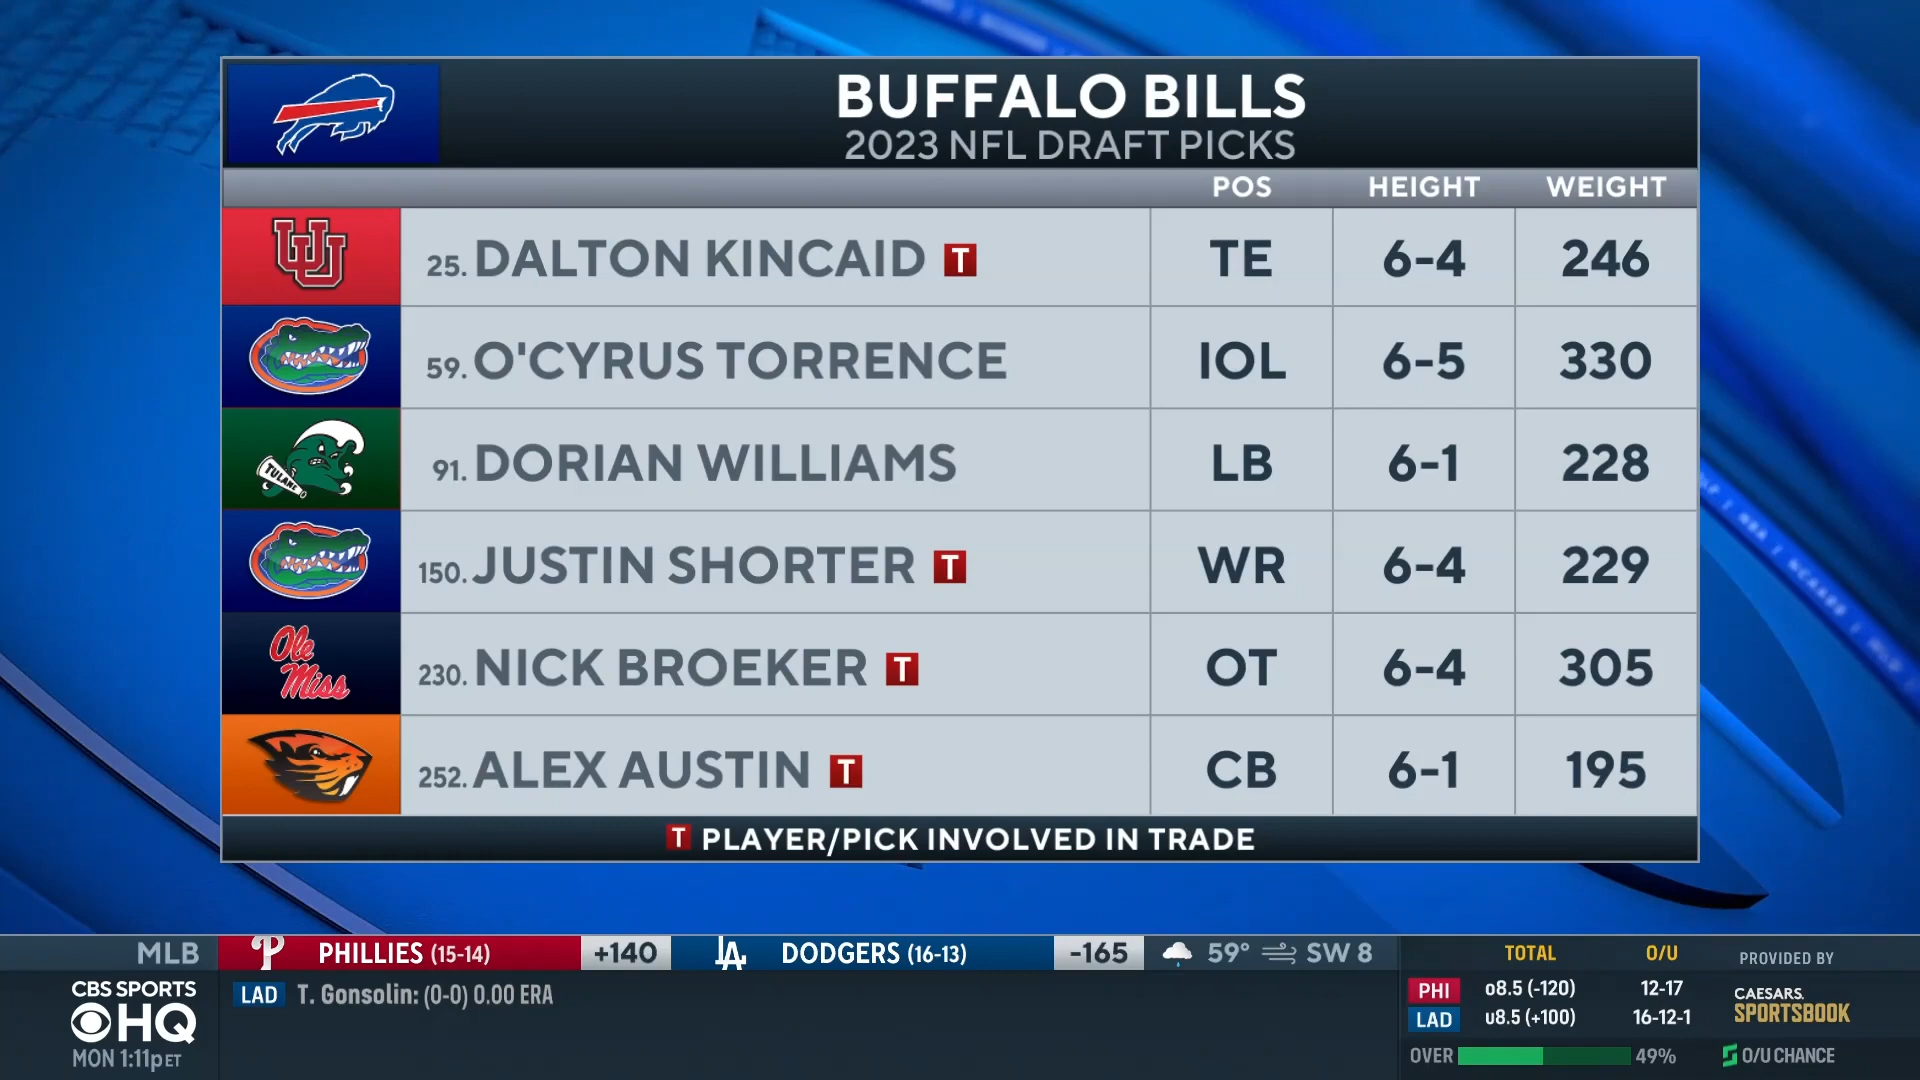 BUFFALO BILLS
2023 NFL DRAFT PICKS
POS HEIGHT WEIGHT
25. DALTON KINCAID T TE 6-4 246
59. O'CYRUS TORRENCE IOL 6-5 330
TULANE
91. DORIAN WILLIAMS LB 6-1 228
150. JUSTIN SHORTER T WR 6-4 229
Ole Miss
230. NICK BROEKER T OT 6-4 305
252. ALEX AUSTIN T CB 6-1 195
T PLAYER/PICK INVOLVED IN TRADE
MLB P PHILLIES (15-14) +140 LA DODGERS (16-13) -165 59° SW 8
TOTAL O/U PROVIDED BY
CBS SPORTS
HQ
MON 1:11P ET
LAD T. Gonsolin: (0-0) 0.00 ERA
PHI o8.5 (-120) 12-17
LAD u8.5 (+100) 16-12-1
CAESARS
SPORTSBOOK
OVER 49% S O/U CHANCE